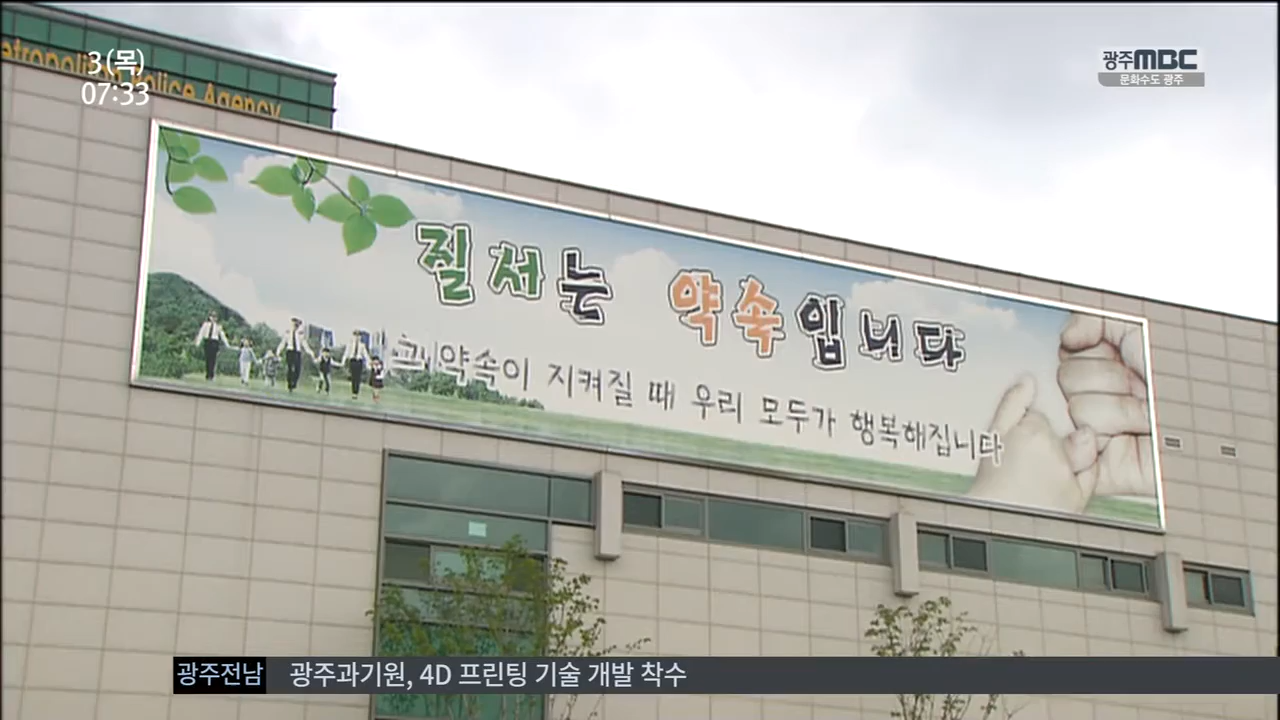 3(목)
07:33
etropolit n Police Agency
광주MBC
문화수도 광주
질서는 약속입니다
그 약속이 지켜질 때 우리 모두가 행복해집니다
광주전남 광주과기원, 4D 프린팅 기술 개발 착수